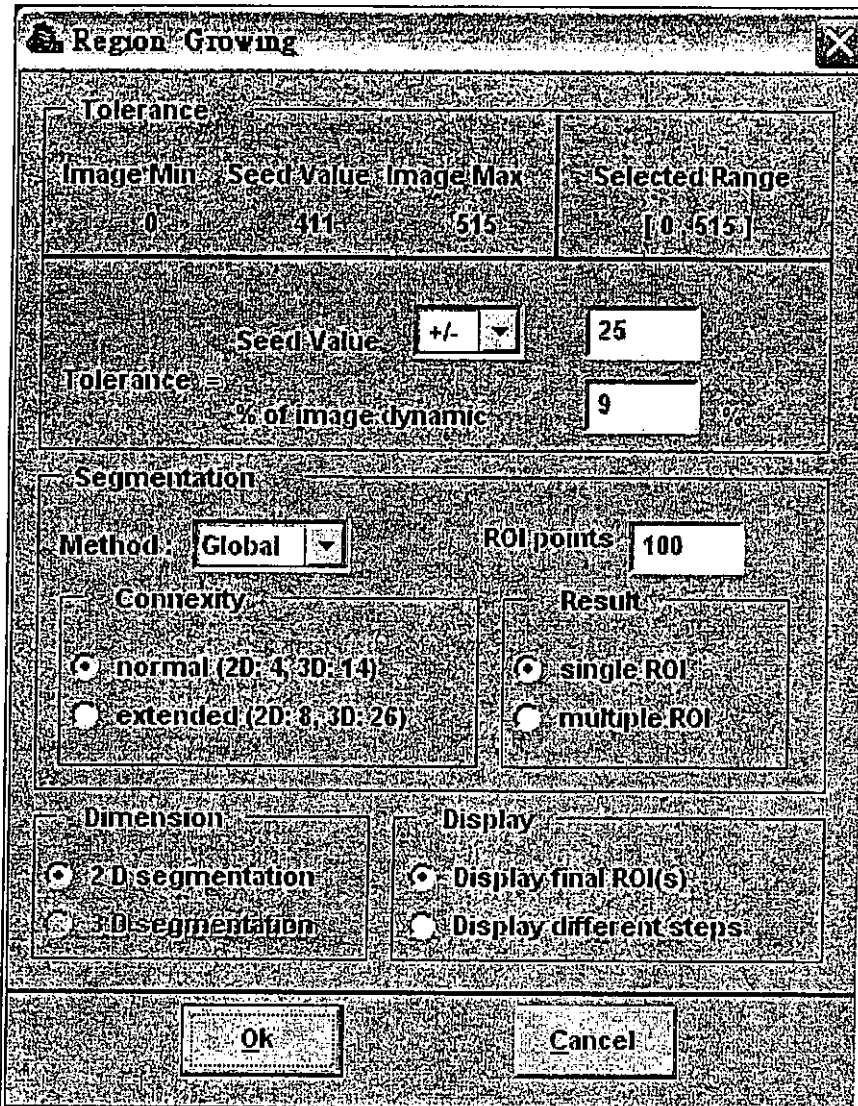 Region Growing
Tolerance
Image Min Seed Value Image Max Selected Range
0 411 515 [ 0 515 ]
Seed Value +/- 25
Tolerance =
% of image dynamic 9 %
Segmentation
Method : Global ROI points 100
Connexity Result
normal (2D: 4, 3D: 14) single ROI
extended (2D: 8, 3D: 26) multiple ROI
Dimension Display
2 D segmentation Display final ROI(s)
3 D segmentation Display different steps
Ok Cancel